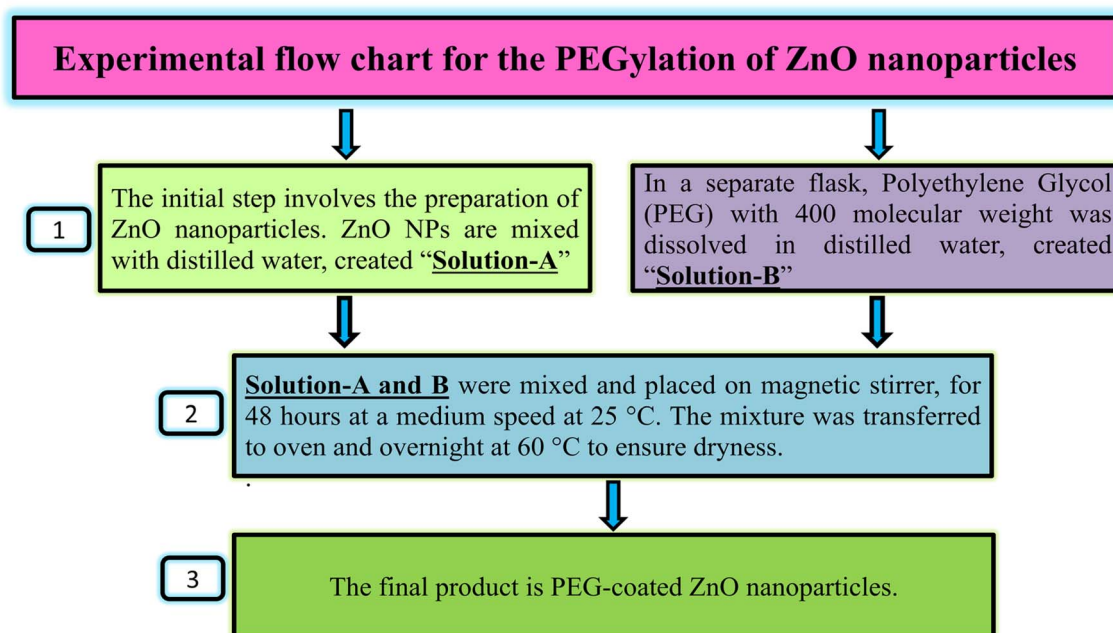 Experimental flow chart for the PEGylation of ZnO nanoparticles
1
The initial step involves the preparation of
ZnO nanoparticles. ZnO NPs are mixed
with distilled water, created “Solution-A”
In a separate flask, Polyethylene Glycol
(PEG) with 400 molecular weight was
dissolved in distilled water, created
“Solution-B”
2
Solution-A and B were mixed and placed on magnetic stirrer, for
48 hours at a medium speed at 25 °C. The mixture was transferred
to oven and overnight at 60 °C to ensure dryness.
.
3
The final product is PEG-coated ZnO nanoparticles.